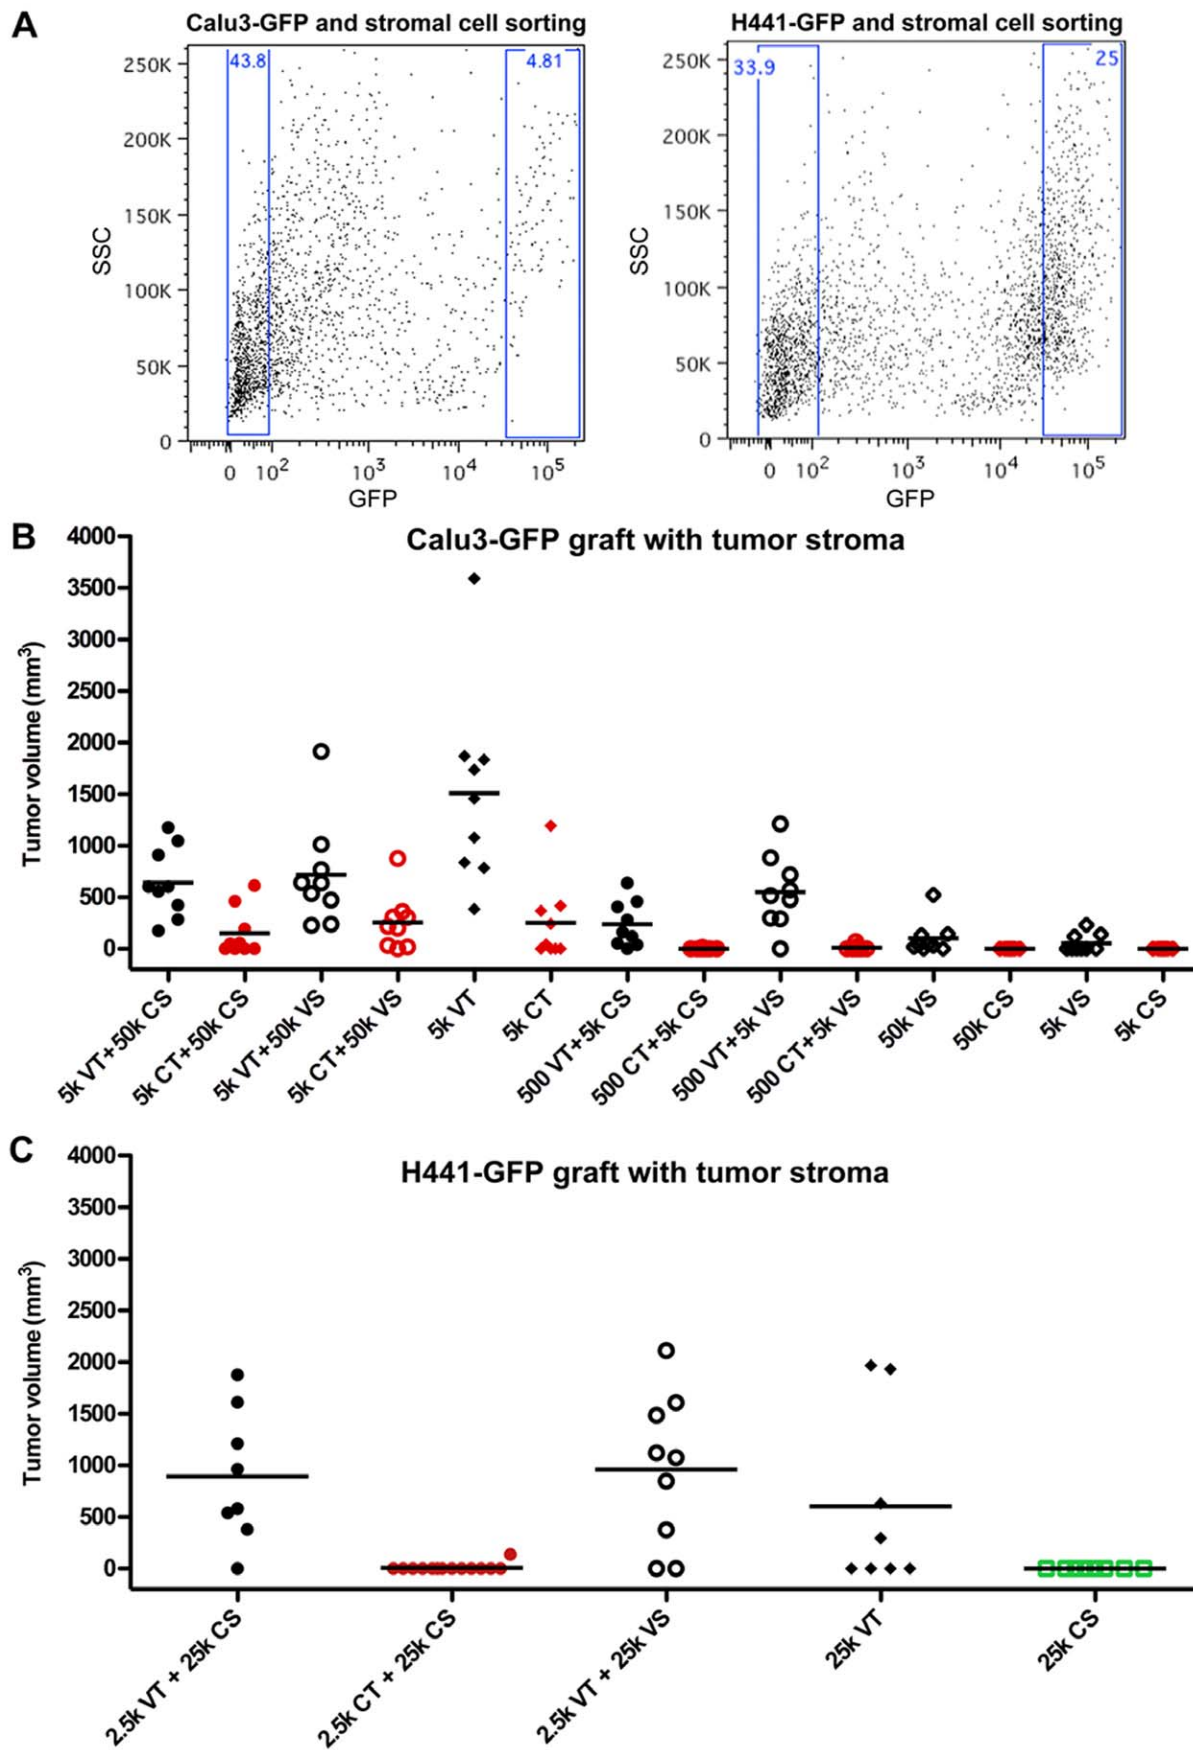 A
Calu3-GFP and stromal cell sorting
H441-GFP and stromal cell sorting
250K
200K
150K
100K
50K
0
SSC
43.8
4.81
0 10² 10³ 10⁴ 10⁵
GFP
250K
200K
150K
100K
50K
0
SSC
33.9
25
0 10² 10³ 10⁴ 10⁵
GFP
B
Calu3-GFP graft with tumor stroma
Tumor volume (mm³)
4000
3500
3000
2500
2000
1500
1000
500
0
5k VT+50k CS
5k CT+50k CS
5k VT+50k VS
5k CT+50k VS
5k VT
5k CT
500 VT+5k CS
500 CT+5k CS
500 VT+5k VS
500 CT+5k VS
50k VS
50k CS
5k VS
5k CS
C
H441-GFP graft with tumor stroma
Tumor volume (mm³)
4000
3500
3000
2500
2000
1500
1000
500
0
2.5k VT + 25k CS
2.5k CT + 25k CS
2.5k VT + 25k VS
25k VT
25k CS